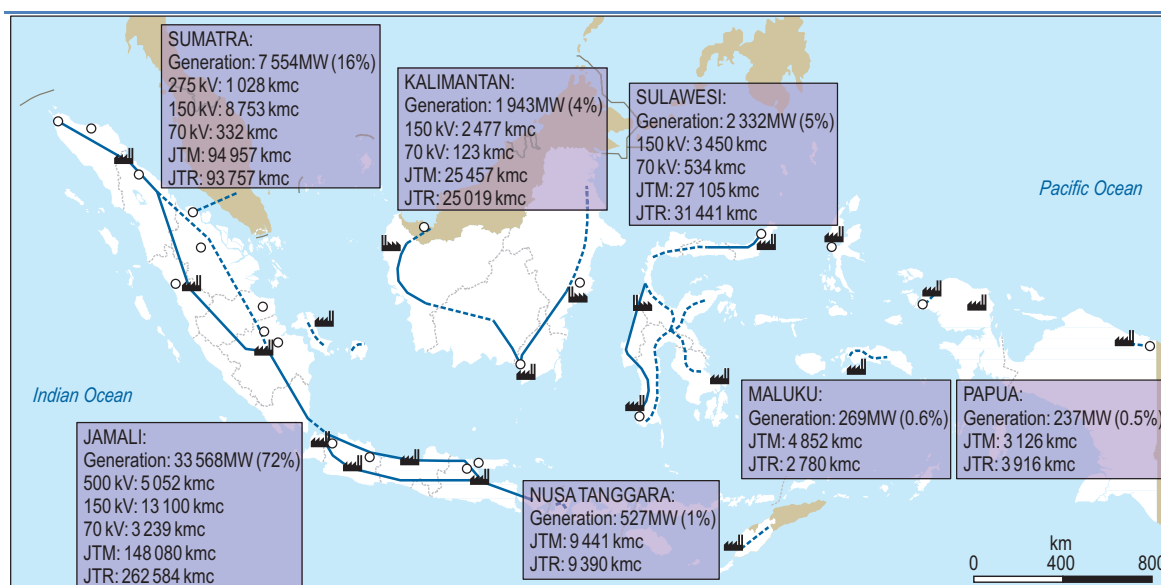 SUMATRA:
Generation: 7 554MW (16%)
275 kV: 1 028 kmc
150 kV: 8 753 kmc
70 kV: 332 kmc
JTM: 94 957 kmc
JTR: 93 757 kmc
KALIMANTAN:
Generation: 1 943MW (4%)
150 kV: 2 477 kmc
70 kV: 123 kmc
JTM: 25 457 kmc
JTR: 25 019 kmc
SULAWESI:
Generation: 2 332MW (5%)
150 kV: 3 450 kmc
70 kV: 534 kmc
JTM: 27 105 kmc
JTR: 31 441 kmc
Pacific Ocean
Indian Ocean
JAMALI:
Generation: 33 568MW (72%)
500 kV: 5 052 kmc
150 kV: 13 100 kmc
70 kV: 3 239 kmc
JTM: 148 080 kmc
JTR: 262 584 kmc
NUSA TANGGARA:
Generation: 527MW (1%)
JTM: 9 441 kmc
JTR: 9 390 kmc
MALUKU:
Generation: 269MW (0.6%)
JTM: 4 852 kmc
JTR: 2 780 kmc
PAPUA:
Generation: 237MW (0.5%)
JTM: 3 126 kmc
JTR: 3 916 kmc
km
0 400 800